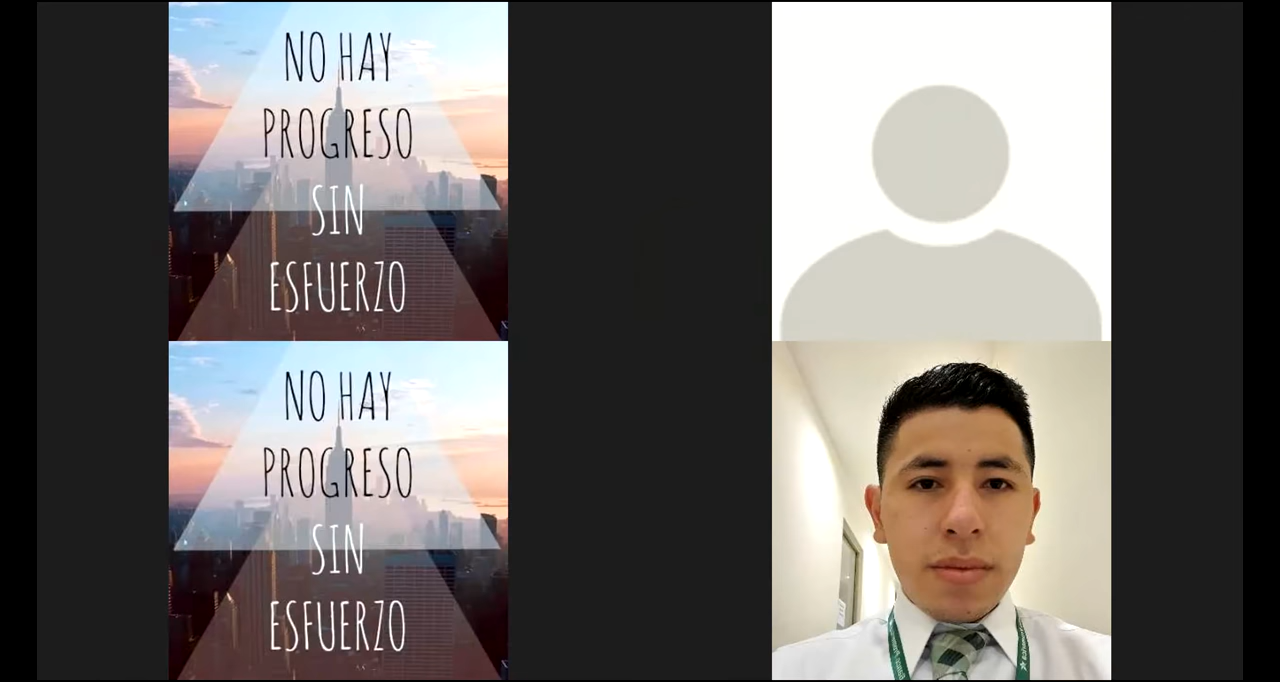 NO HAY
PROGRESO
SIN
ESFUERZO
NO HAY
PROGRESO
SIN
ESFUERZO